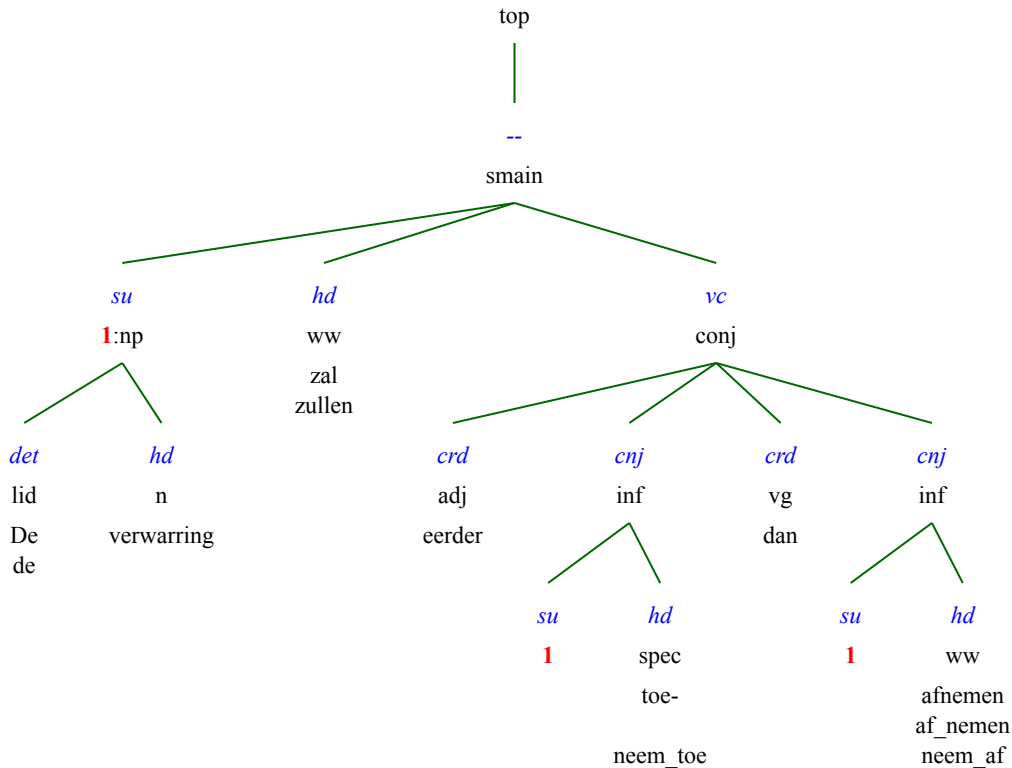 top
--
smain
su hd vc
1:np ww conj
zal
zullen
det hd crd cnj crd cnj
lid n adj inf vg inf
De verwarring eerder dan
de
su hd su hd
1 spec 1 ww
toe- afnemen
af_nemen
neem_toe neem_af